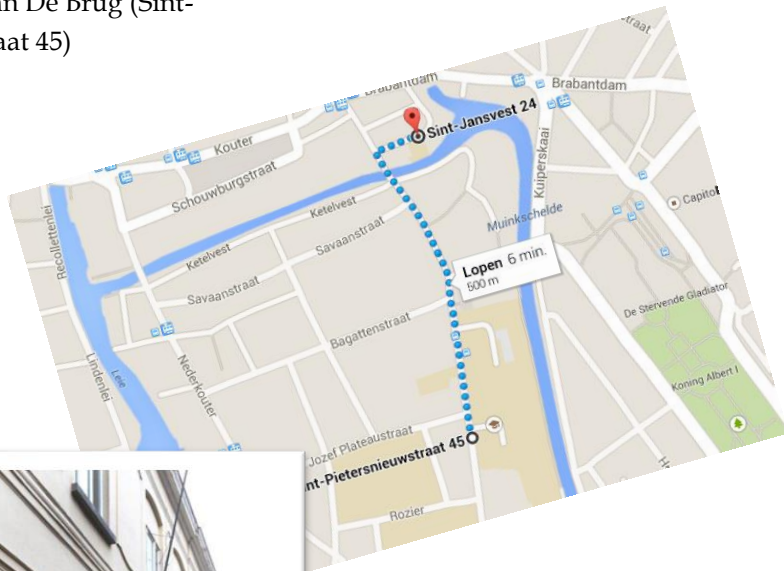 an De Brug (Sint-
aat 45)
Brabantdam
Brabantdam
Sint-Jansvest 24
Kouter
Schouwburgstraat
Kuiperskaai
Recollettenlei
Ketelvest
Capitol
Muinkschelde
Savaanstraat
Ketelvest
Lopen 6 min.
500 m
Savaanstraat
De Stervende Gladiator
Bagattenstraat
Lindenlei
Leie
Nederkouter
Koning Albert I
Jozef Plateaustraat
nt-Pietersnieuwstraat 45
Rozier